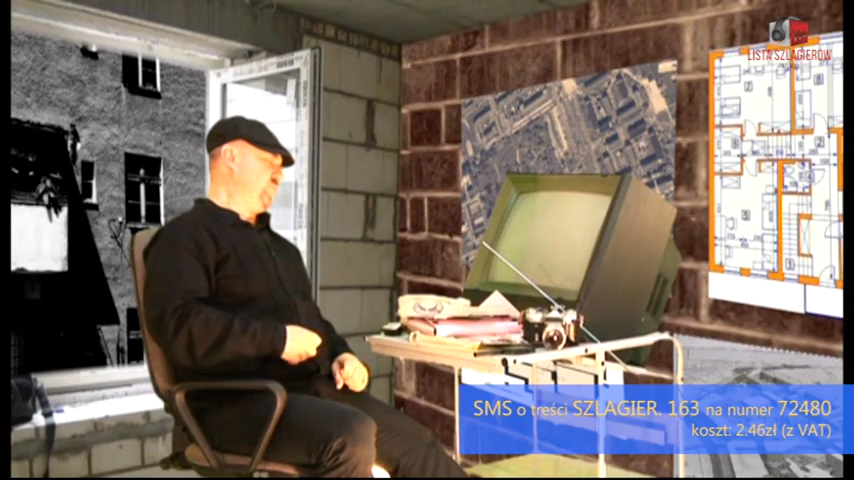 LISTA SZLAGIERÓW
SMS o treści SZLAGIER. 163 na numer 72480
koszt: 2.46zł (z VAT)